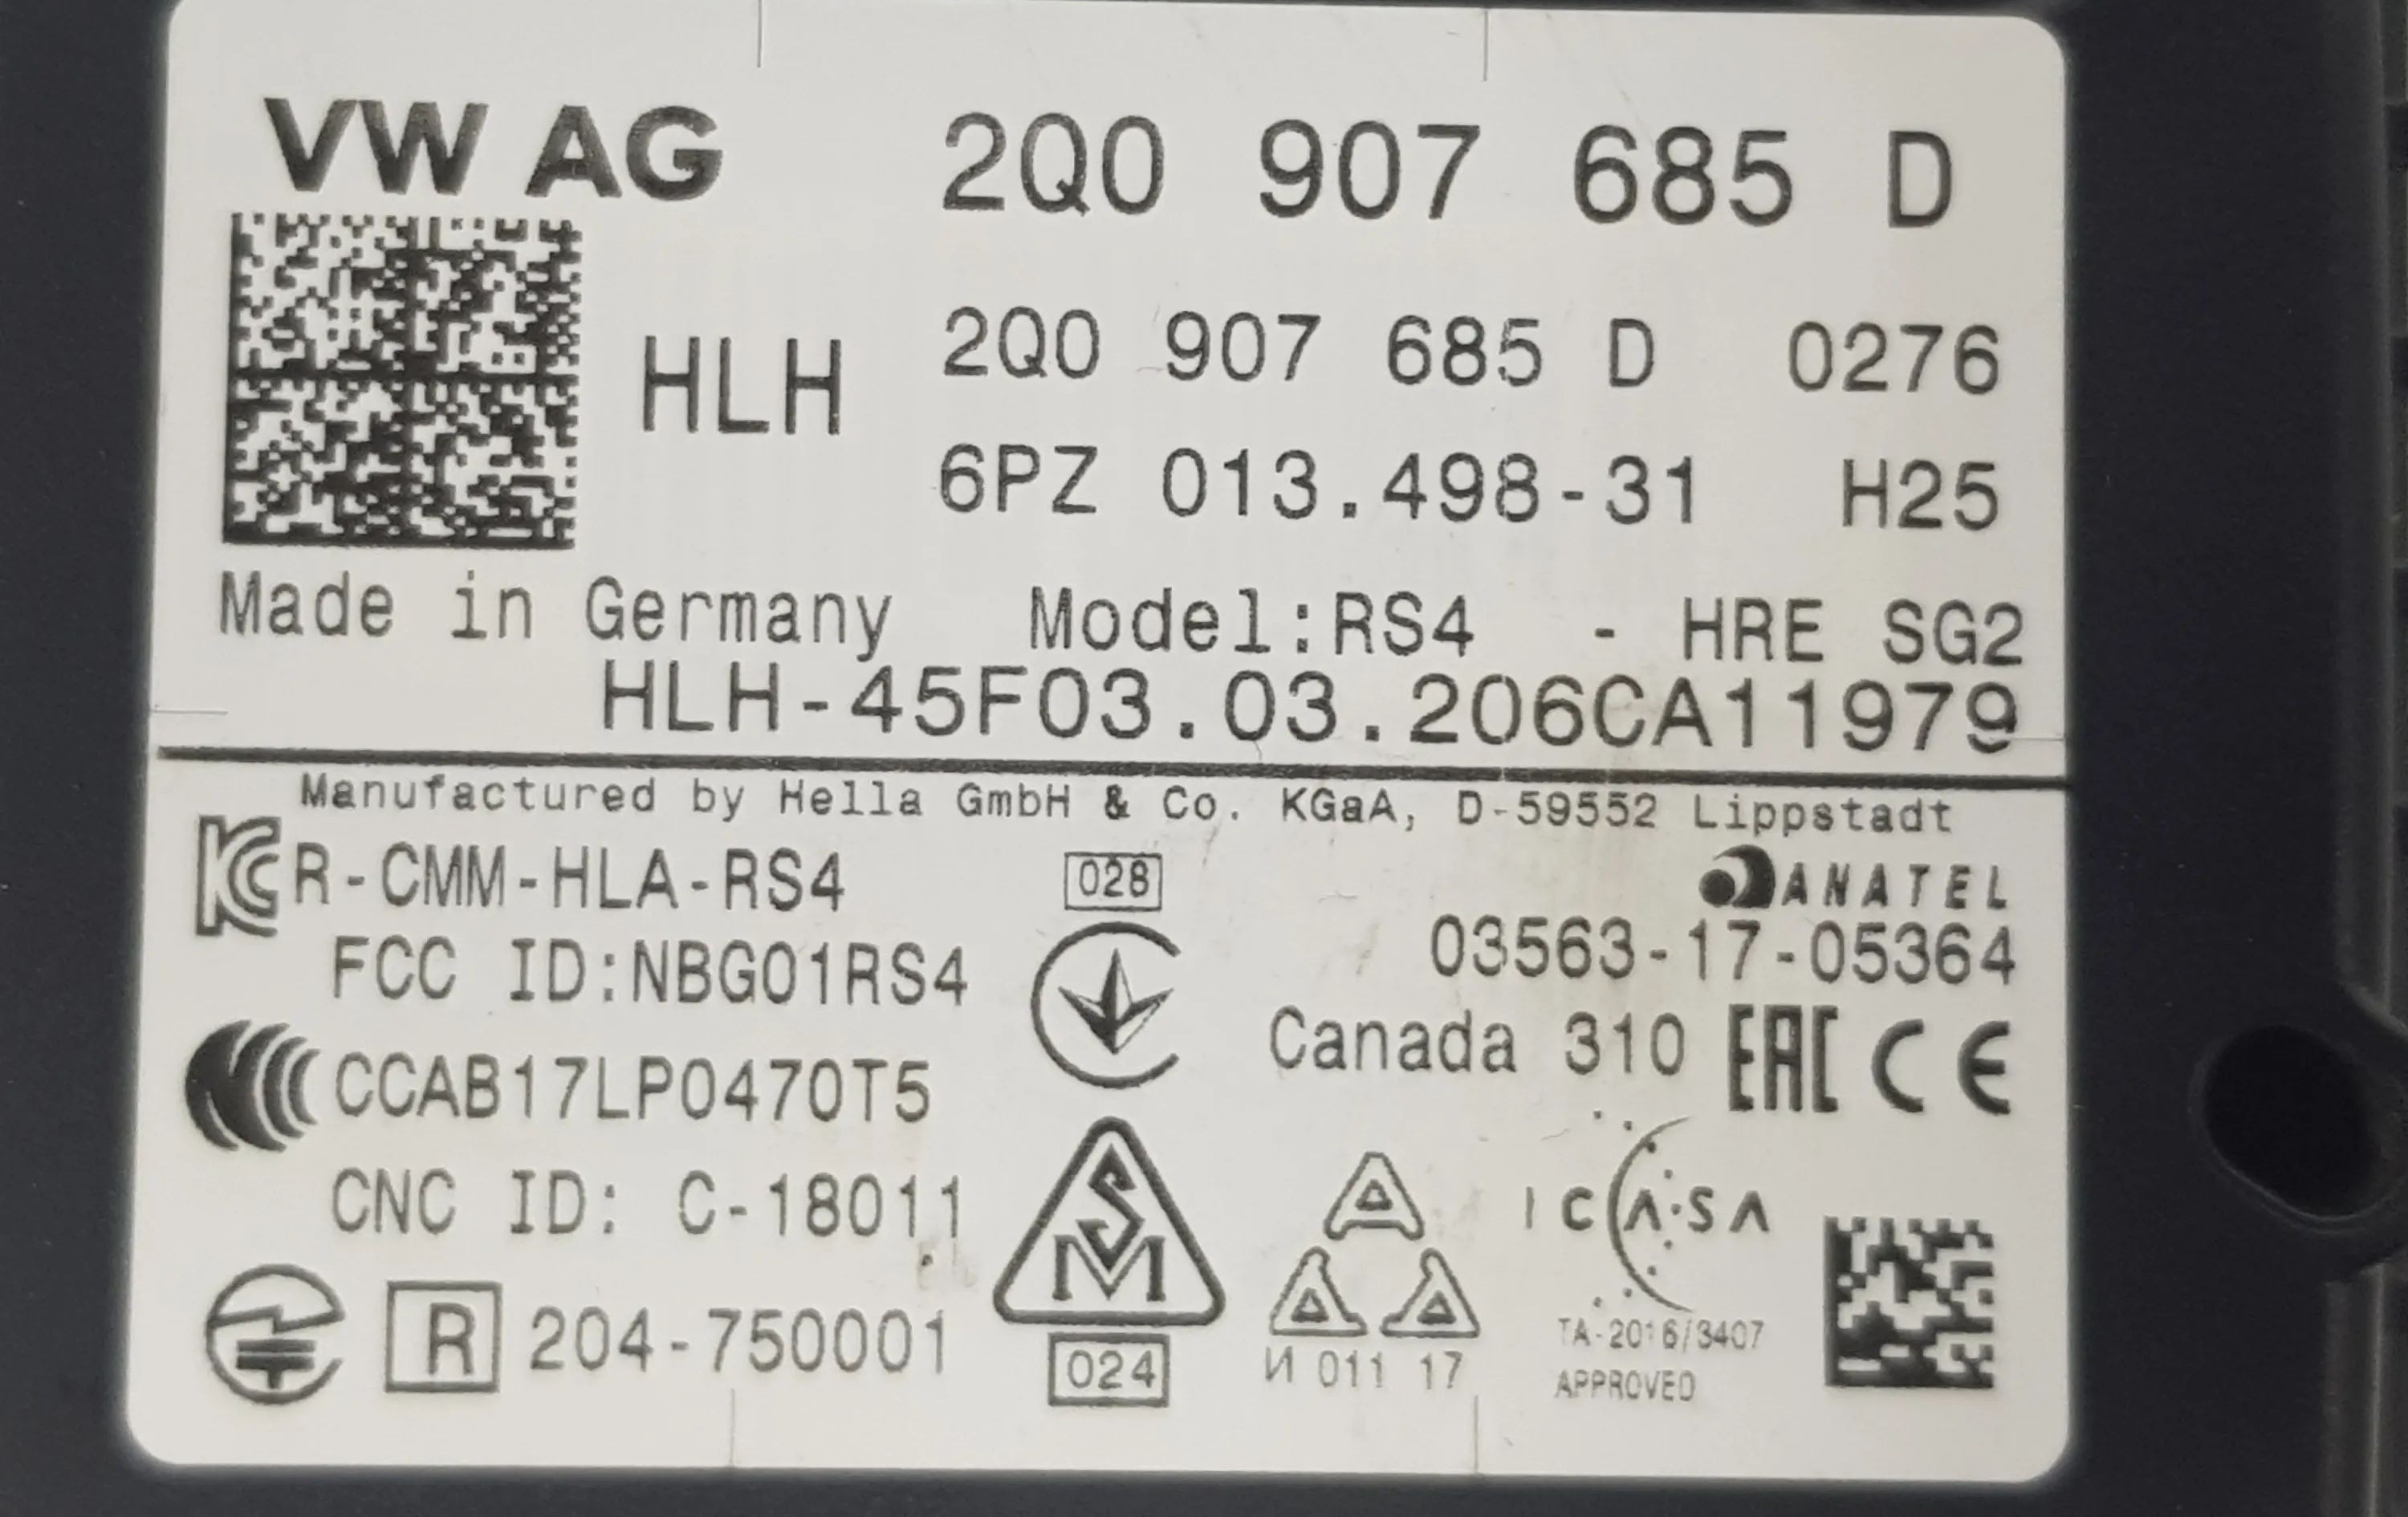 VW AG 2Q0 907 685 D
HLH 2Q0 907 685 D 0276
6PZ 013.498-31 H25
Made in Germany Model:RS4 - HRE SG2
HLH-45F03.03.206CA11979
Manufactured by Hella GmbH & Co. KGaA, D-59552 Lippstadt
R-CMM-HLA-RS4
028
ANATEL
FCC ID:NBG01RS4
03563-17-05364
CCAB17LP0470T5
Canada 310 EAC CE
CNC ID: C-18011
SM
ICASA
R 204-750001
024
И 011 17
TA-2016/3407
APPROVED